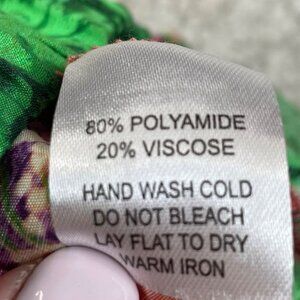 80% POLYAMIDE
20% VISCOSE
HAND WASH COLD
DO NOT BLEACH
LAY FLAT TO DRY
WARM IRON